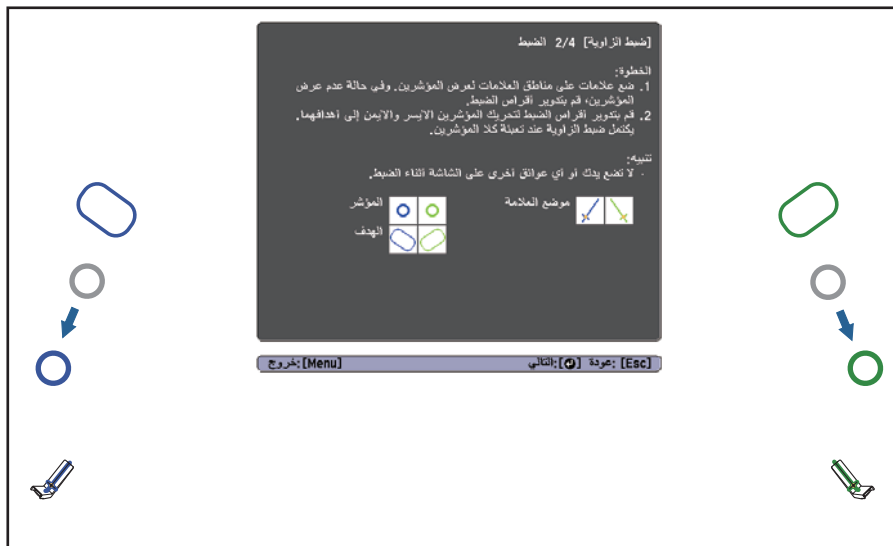 [ضبط الزاوية] 2/4 الضبط
الخطوة:
1. ضع علامات على مناطق العلامات لعرض المؤشرين. وفي حالة عدم عرض
المؤشرين، قم بتدوير أقراص الضبط.
2. قم بتدوير أقراص الضبط لتحريك المؤشرين الأيسر والأيمن إلى أهدافهما.
يكتمل ضبط الزاوية عند تعبئة كلا المؤشرين.
تنبيه:
· لا تضع يدك أو أي عوائق أخرى على الشاشة أثناء الضبط.
موضع العلامة
المؤشر
الهدف
[Esc] :عودة [↵]:التالي
[Menu]:خروج